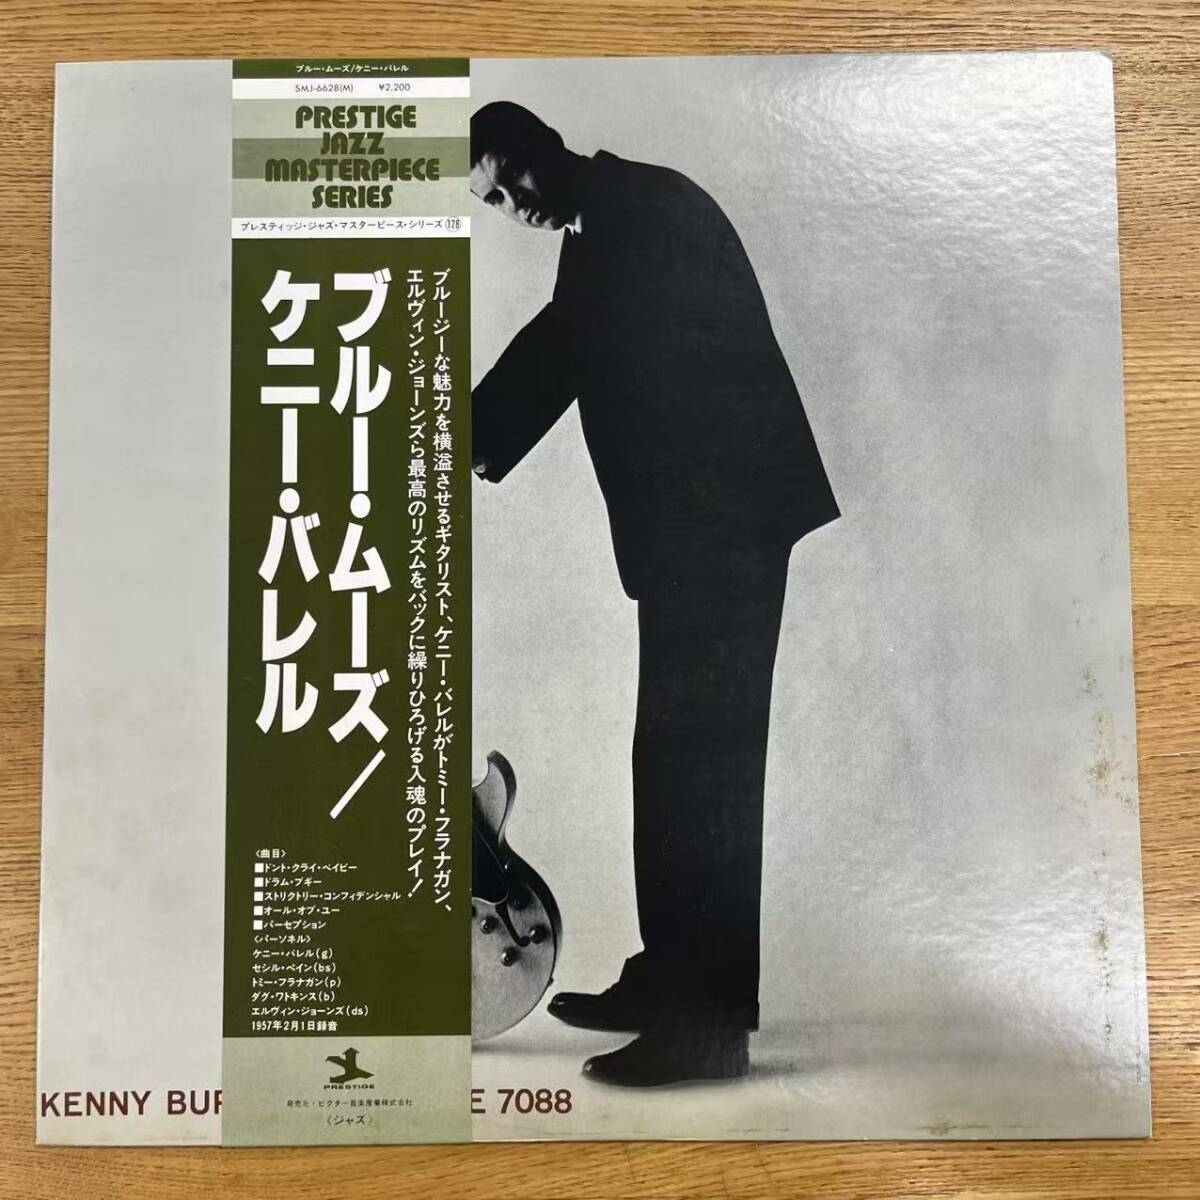 ブルー・ムーズ/ケニー・バレル
SMJ-6628(M) ¥2,200
PRESTIGE
JAZZ
MASTERPIECE
SERIES
プレスティッジ・ジャズ・マスターピース・シリーズ128
ブルー・ムーズ/
ケニー・バレル
ブルージーな魅力を横溢させるギタリスト、ケニー・バレルがトミー・フラナガン、
エルヴィン・ジョーンズら最高のリズムをバックに繰りひろげる入魂のプレイ!
〈曲目〉
■ドント・クライ・ベイビー
■ドラム・ブギー
■ストリクトリー・コンフィデンシャル
■オール・オブ・ユー
■パーセプション
〈パーソネル〉
ケニー・バレル(g)
セシル・ペイン(bs)
トミー・フラナガン(p)
ダグ・ワトキンス(b)
エルヴィン・ジョーンズ(ds)
1957年2月1日録音
PRESTIGE
発売元・ビクター音楽産業株式会社
〈ジャズ〉
KENNY BUR
E 7088